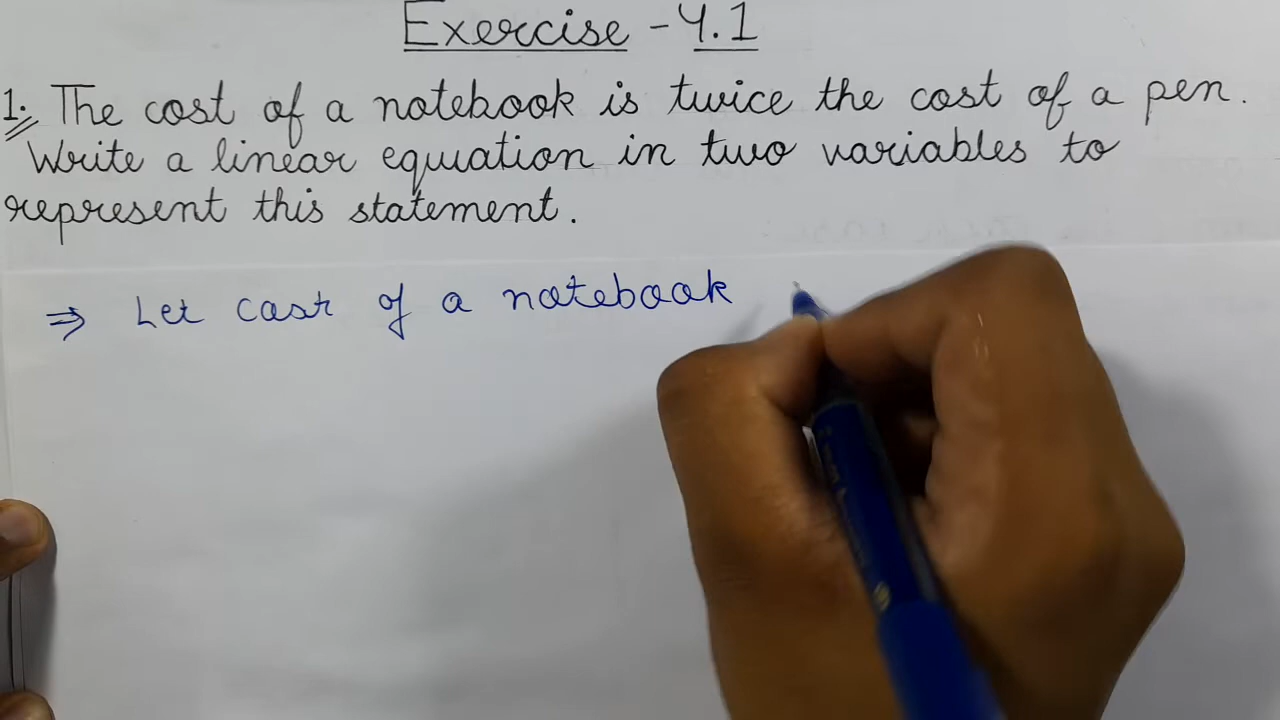 Exercise - 4.1
1. The cost of a notebook is twice the cost of a pen.
Write a linear equation in two variables to
represent this statement.
⇒ Let cost of a notebook